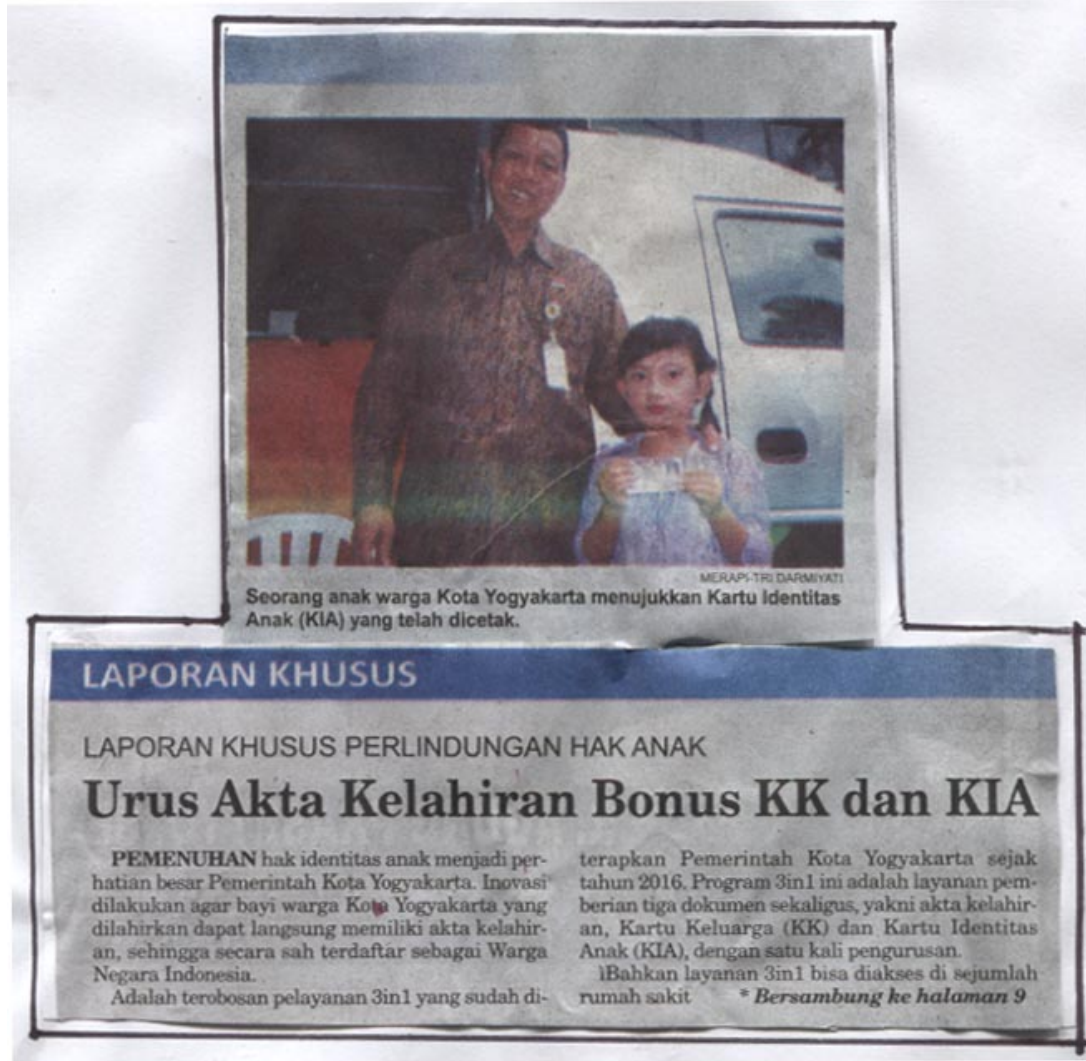 MERAPI-TRI DARMIYATI
Seorang anak warga Kota Yogyakarta menujukkan Kartu Identitas
Anak (KIA) yang telah dicetak.
LAPORAN KHUSUS
LAPORAN KHUSUS PERLINDUNGAN HAK ANAK
Urus Akta Kelahiran Bonus KK dan KIA
PEMENUHAN hak identitas anak menjadi per-
hatian besar Pemerintah Kota Yogyakarta. Inovasi
dilakukan agar bayi warga Kota Yogyakarta yang
dilahirkan dapat langsung memiliki akta kelahir-
an, sehingga secara sah terdaftar sebagai Warga
Negara Indonesia.
Adalah terobosan pelayanan 3in1 yang sudah di-
terapkan Pemerintah Kota Yogyakarta sejak
tahun 2016. Program 3in1 ini adalah layanan pem-
berian tiga dokumen sekaligus, yakni akta kelahir-
an, Kartu Keluarga (KK) dan Kartu Identitas
Anak (KIA), dengan satu kali pengurusan.
)Bahkan layanan 3in1 bisa diakses di sejumlah
rumah sakit * Bersambung ke halaman 9